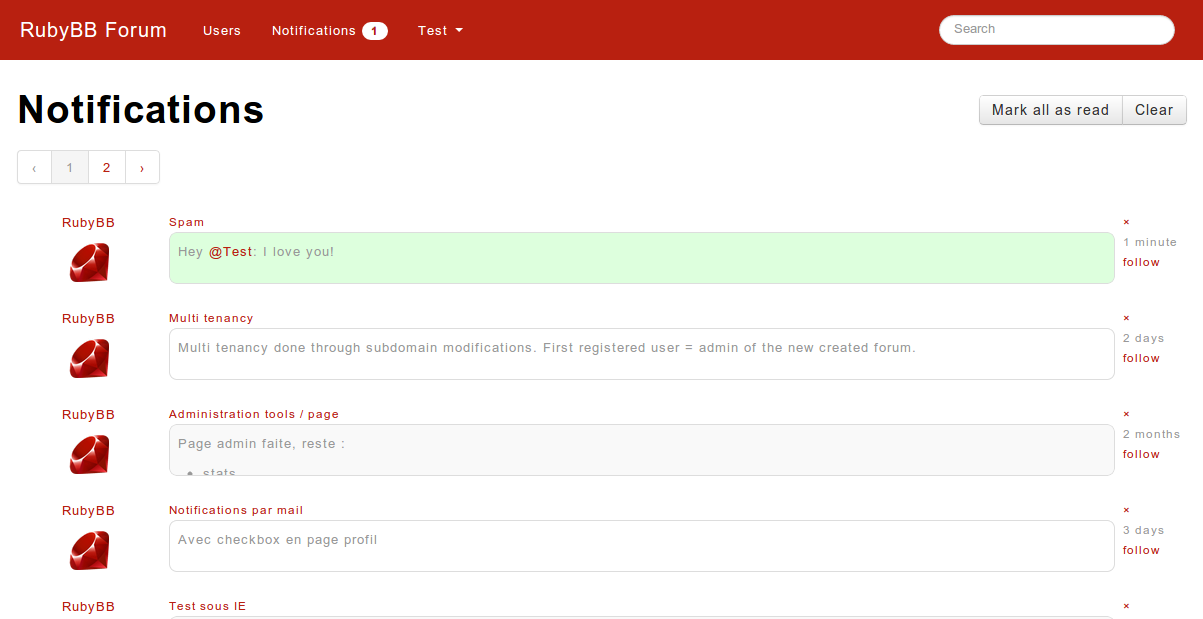 RubyBB Forum Users Notifications 1 Test Search
Notifications Mark all as read Clear
‹ 1 2 ›
RubyBB Spam ×
Hey @Test: I love you! 1 minute
follow
RubyBB Multi tenancy ×
Multi tenancy done through subdomain modifications. First registered user = admin of the new created forum. 2 days
follow
RubyBB Administration tools / page ×
Page admin faite, reste : 2 months
• stats follow
RubyBB Notifications par mail ×
Avec checkbox en page profil 3 days
follow
RubyBB Test sous IE ×